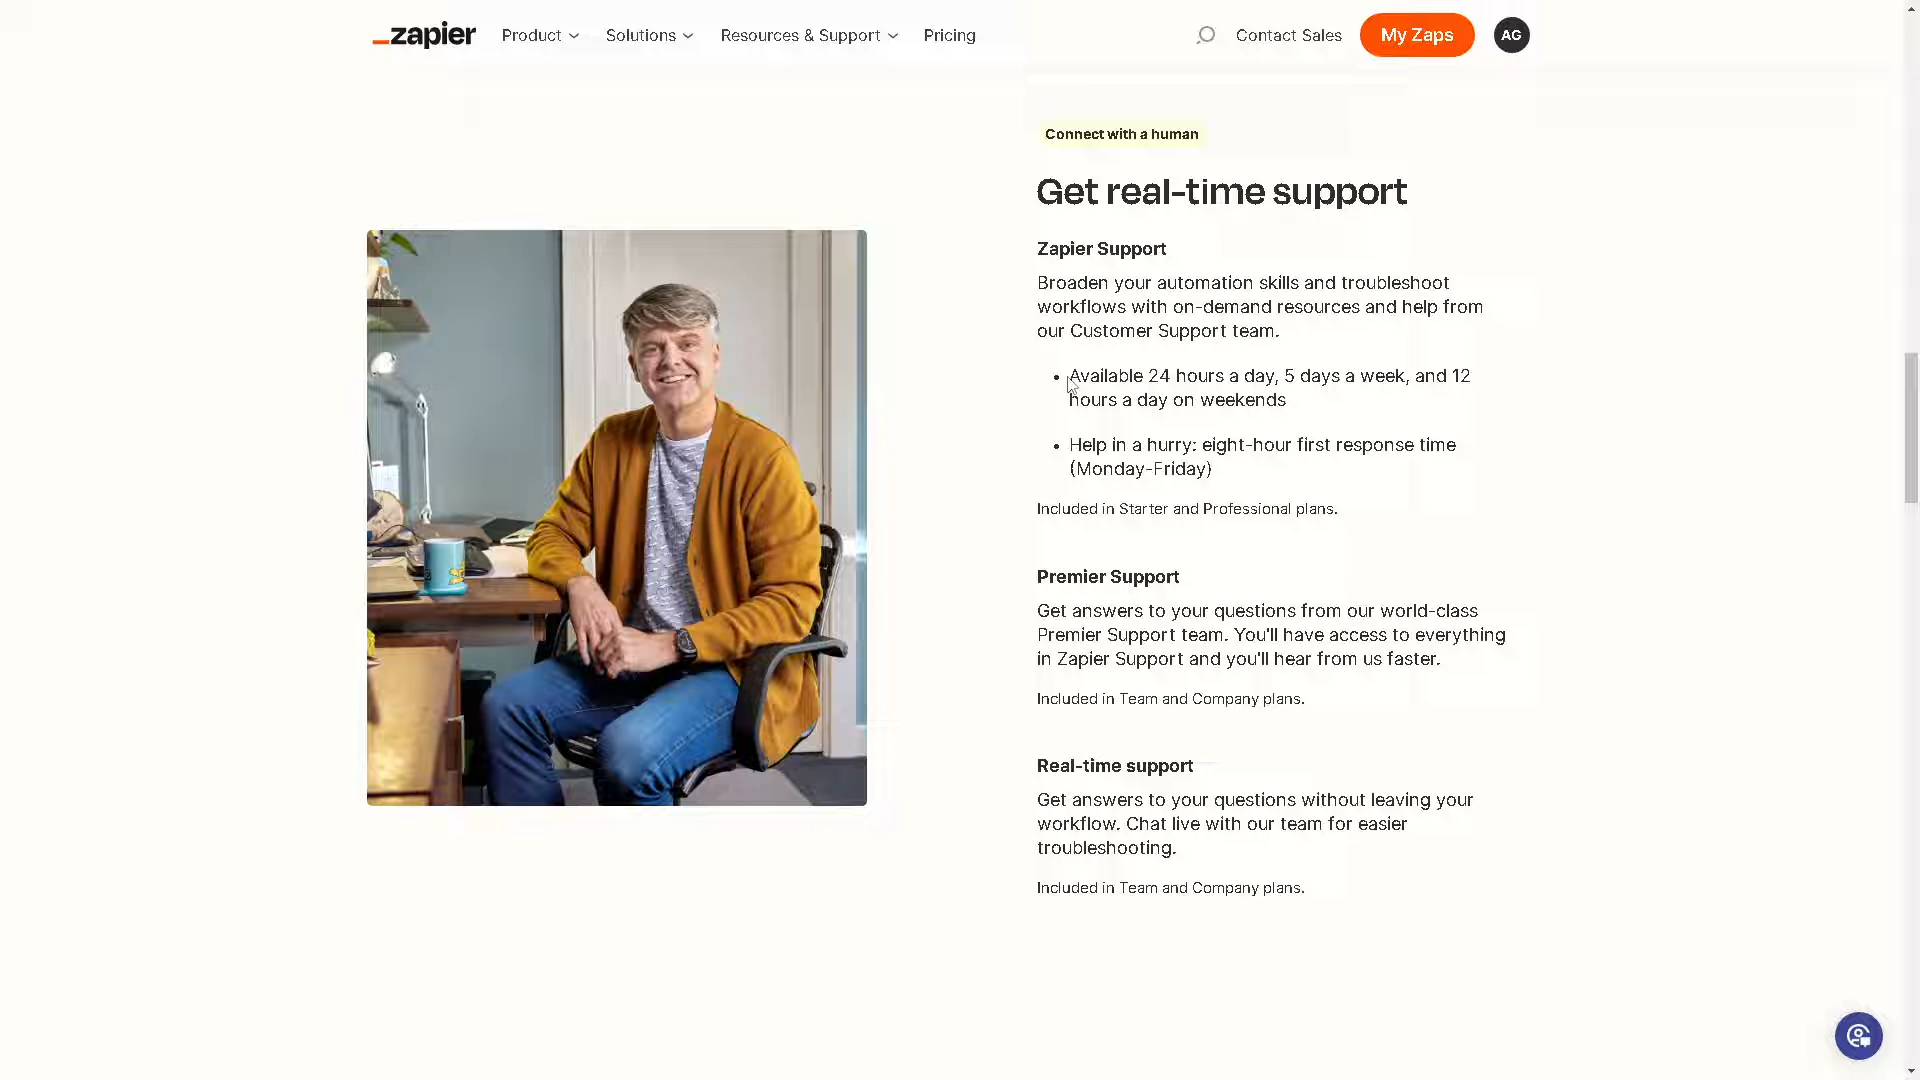 zapier
Product
Solutions
Resources & Support
Pricing
Contact Sales
My Zaps
AG
Connect with a human
Get real-time support
Zapier Support
Broaden your automation skills and troubleshoot
workflows with on-demand resources and help from
our Customer Support team.
• Available 24 hours a day, 5 days a week, and 12
hours a day on weekends
• Help in a hurry: eight-hour first response time
(Monday-Friday)
Included in Starter and Professional plans.
Premier Support
Get answers to your questions from our world-class
Premier Support team. You'll have access to everything
in Zapier Support and you'll hear from us faster.
Included in Team and Company plans.
Real-time support
Get answers to your questions without leaving your
workflow. Chat live with our team for easier
troubleshooting.
Included in Team and Company plans.